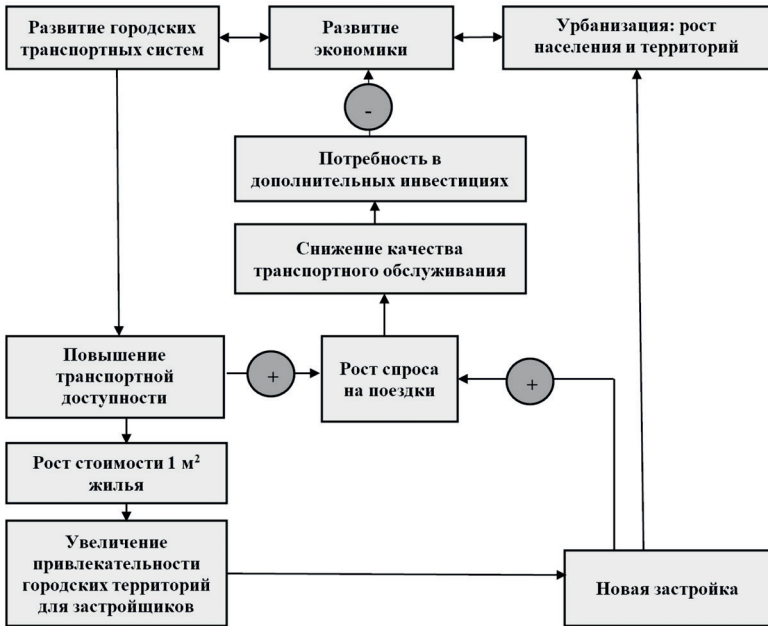 Развитие городских
транспортных систем
Развитие
экономики
Урбанизация: рост
населения и территорий
-
Потребность в
дополнительных инвестициях
Снижение качества
транспортного обслуживания
Повышение
транспортной
доступности
+
Рост спроса
на поездки
+
Рост стоимости 1 м²
жилья
Увеличение
привлекательности
городских территорий
для застройщиков
Новая застройка